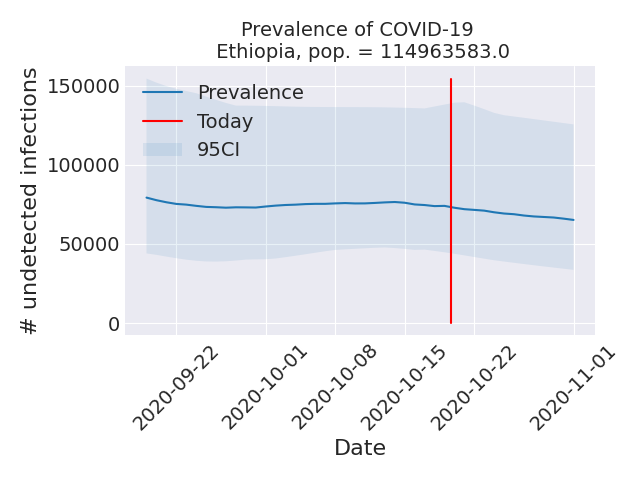 Prevalence of COVID-19
Ethiopia, pop. = 114963583.0
# undetected infections
150000
100000
50000
0
Prevalence
Today
95CI
2020-09-22
2020-10-01
2020-10-08
2020-10-15
2020-10-22
2020-11-01
Date